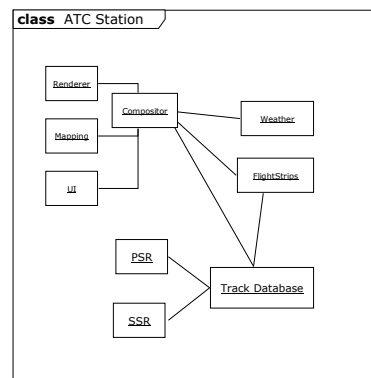 class ATC Station
Renderer
Compositor
Weather
Mapping
FlightStrips
UI
PSR
Track Database
SSR